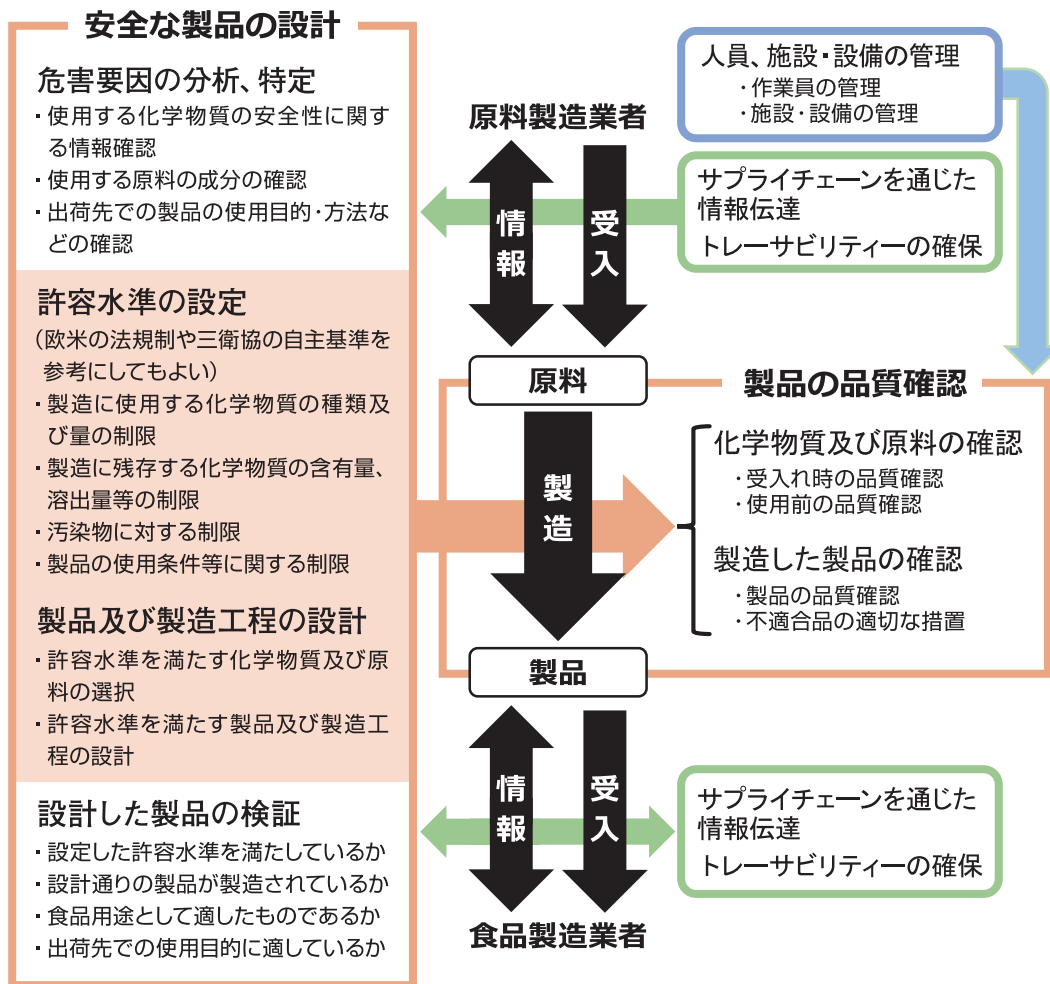 安全な製品の設計
危害要因の分析、特定
・使用する化学物質の安全性に関す
る情報確認
・使用する原料の成分の確認
・出荷先での製品の使用目的・方法な
どの確認
許容水準の設定
（欧米の法規制や三衛協の自主基準を
参考にしてもよい）
・製造に使用する化学物質の種類及
び量の制限
・製造に残存する化学物質の含有量、
溶出量等の制限
・汚染物に対する制限
・製品の使用条件等に関する制限
製品及び製造工程の設計
・許容水準を満たす化学物質及び原
料の選択
・許容水準を満たす製品及び製造工
程の設計
設計した製品の検証
・設定した許容水準を満たしているか
・設計通りの製品が製造されているか
・食品用途として適したものであるか
・出荷先での使用目的に適しているか
原料製造業者
情報
受入
原料
製造
製品
情報
受入
食品製造業者
人員、施設・設備の管理
・作業員の管理
・施設・設備の管理
サプライチェーンを通じた
情報伝達
トレーサビリティーの確保
製品の品質確認
化学物質及び原料の確認
・受入れ時の品質確認
・使用前の品質確認
製造した製品の確認
・製品の品質確認
・不適合品の適切な措置
サプライチェーンを通じた
情報伝達
トレーサビリティーの確保